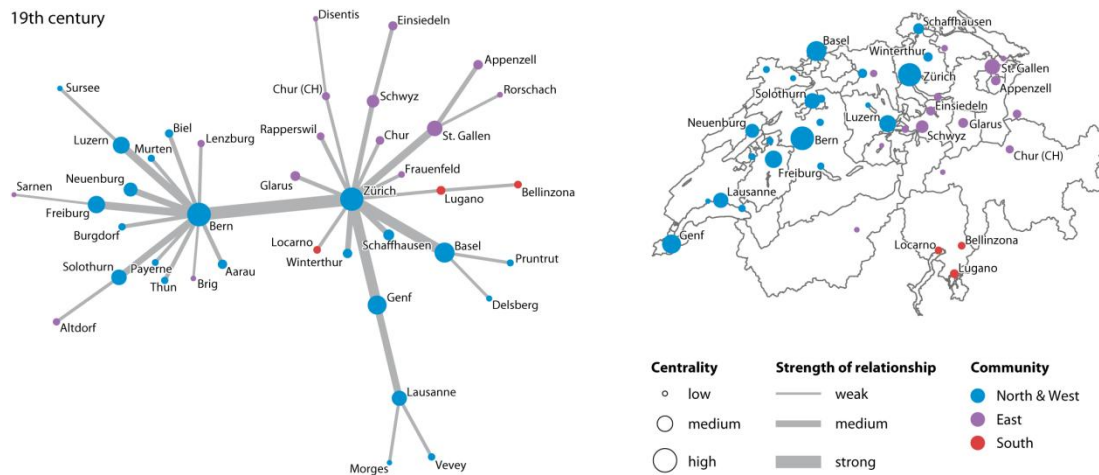 19th century
Disentis
Einsiedeln
Appenzell
Sursee
Chur (CH)
Schwyz
Rorschach
Biel
Lenzburg
Rapperswil
Chur
St. Gallen
Luzern
Murten
Frauenfeld
Neuenburg
Glarus
Zürich
Bellinzona
Sarnen
Lugano
Freiburg
Bern
Burgdorf
Locarno
Schaffhausen
Basel
Winterthur
Solothurn
Payerne
Aarau
Pruntrut
Thun
Brig
Genf
Delsberg
Altdorf
Lausanne
Morges
Vevey
Schaffhausen
Basel
Winterthur
Zürich
St. Gallen
Appenzell
Solothurn
Einsiedeln
Neuenburg
Luzern
Glarus
Bern
Schwyz
Chur (CH)
Freiburg
Lausanne
Genf
Locarno
Bellinzona
Lugano
Centrality
low
medium
high
Strength of relationship
weak
medium
strong
Community
North & West
East
South